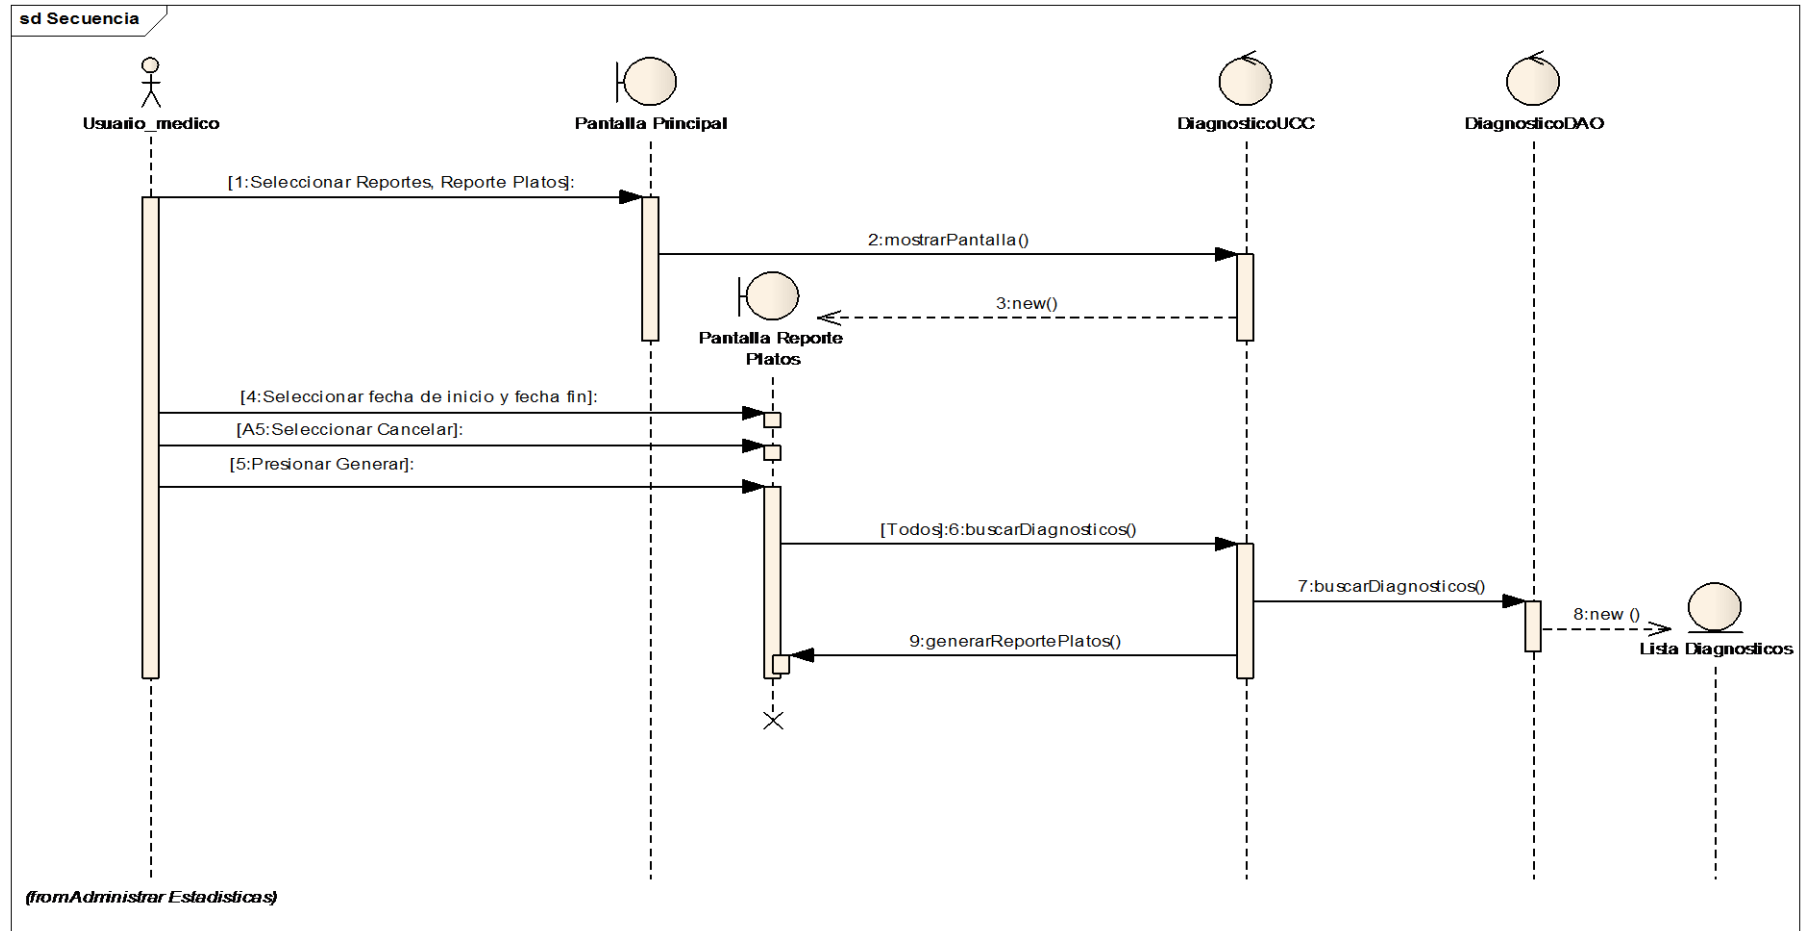 sd Secuencia
Usuario_medico
Pantalla Principal
DiagnosticoUCC
DiagnosticoDAO
[1:Seleccionar Reportes, Reporte Platos]:
2:mostrarPantalla()
3:new()
Pantalla Reporte
Platos
[4:Seleccionar fecha de inicio y fecha fin]:
[A5:Seleccionar Cancelar]:
[5:Presionar Generar]:
[Todos]:6:buscarDiagnosticos()
7:buscarDiagnosticos()
8:new ()
9:generarReportePlatos()
Lista Diagnosticos
(from Administrar Estadisticas)